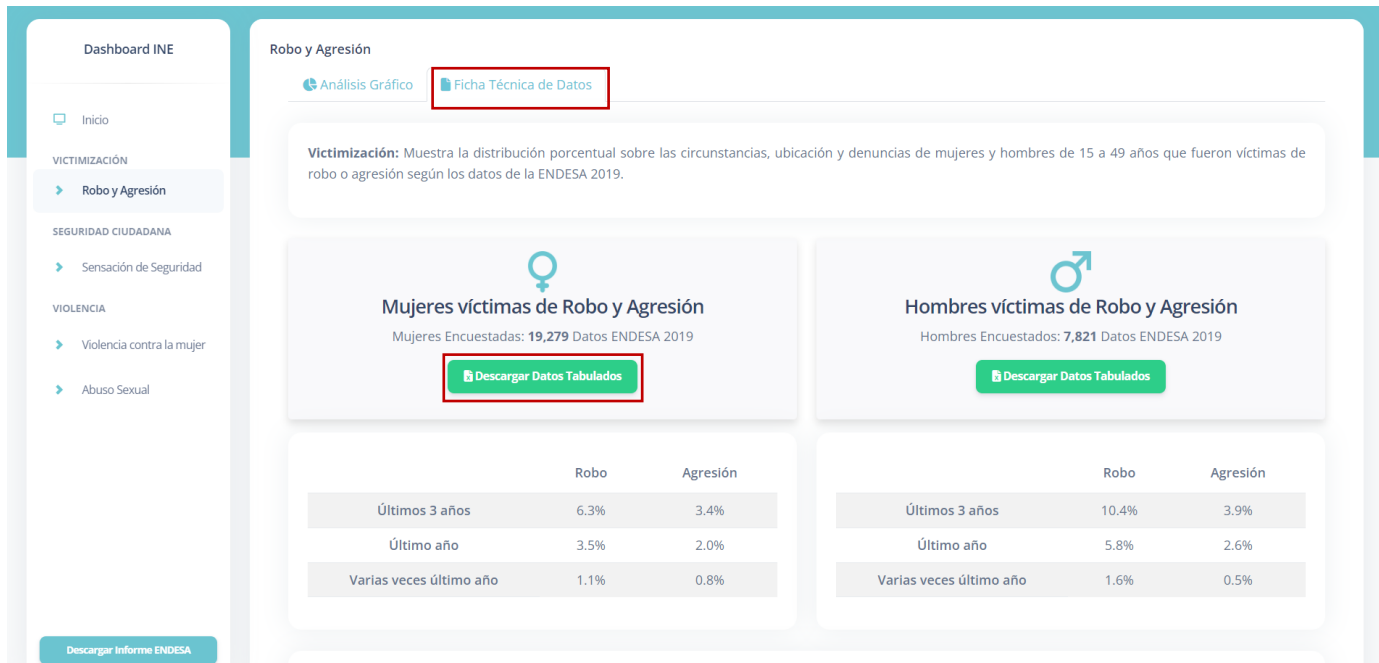 Dashboard INE
Inicio
VICTIMIZACIÓN
Robo y Agresión
SEGURIDAD CIUDADANA
Sensación de Seguridad
VIOLENCIA
Violencia contra la mujer
Abuso Sexual
Descargar Informe ENDESA
Robo y Agresión
Análisis Gráfico
Ficha Técnica de Datos
Victimización: Muestra la distribución porcentual sobre las circunstancias, ubicación y denuncias de mujeres y hombres de 15 a 49 años que fueron víctimas de
robo o agresión según los datos de la ENDESA 2019.
Mujeres víctimas de Robo y Agresión
Mujeres Encuestadas: 19,279 Datos ENDESA 2019
Descargar Datos Tabulados
Hombres víctimas de Robo y Agresión
Hombres Encuestados: 7,821 Datos ENDESA 2019
Descargar Datos Tabulados
Robo Agresión
Últimos 3 años 6.3% 3.4%
Último año 3.5% 2.0%
Varias veces último año 1.1% 0.8%
Robo Agresión
Últimos 3 años 10.4% 3.9%
Último año 5.8% 2.6%
Varias veces último año 1.6% 0.5%